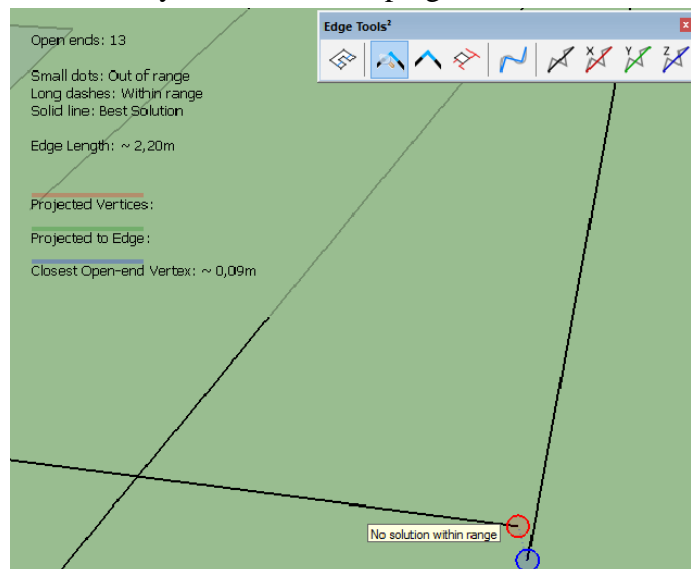 Edge Tools²
Open ends: 13
X
Y
Z
Small dots: Out of range
Long dashes: Within range
Solid line: Best Solution
Edge Length: ~ 2,20m
Projected Vertices:
Projected to Edge:
Closest Open-end Vertex: ~ 0,09m
No solution within range